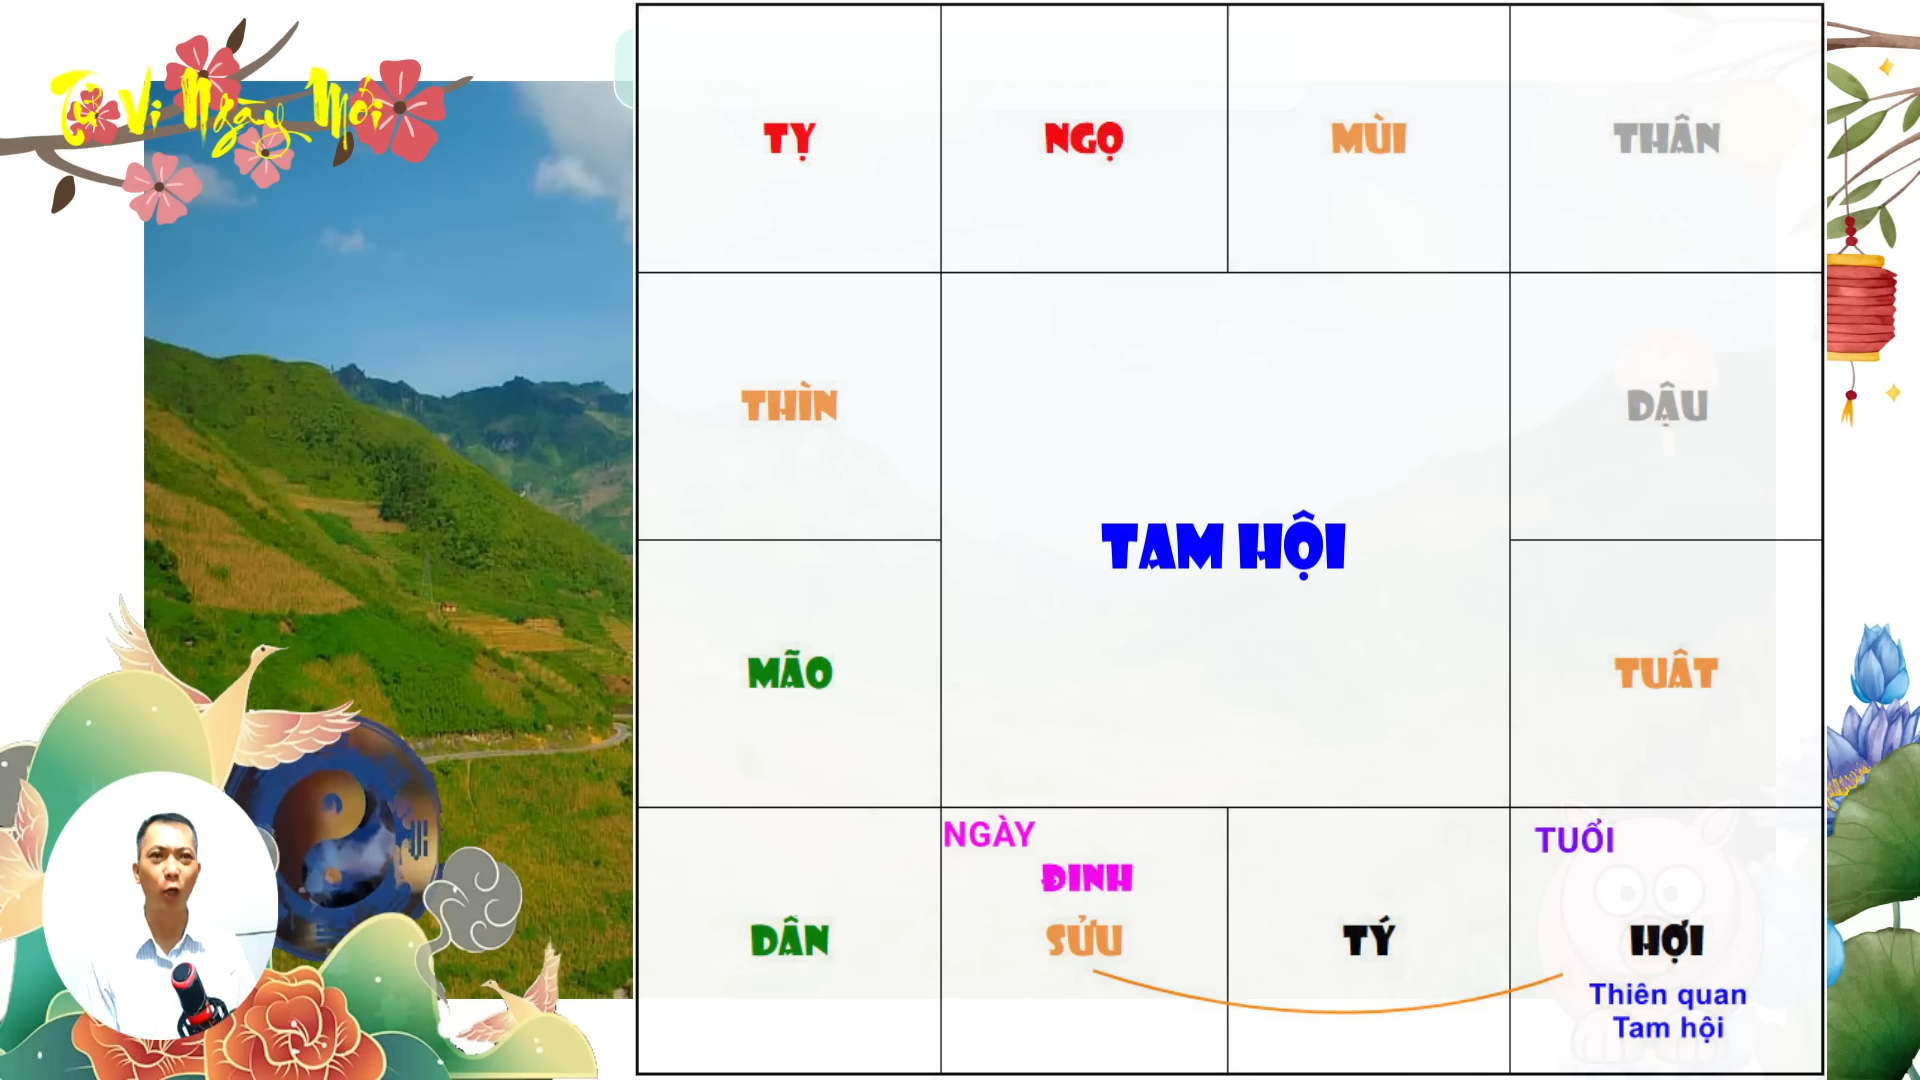 Tử Vi Ngày Mới
TỴ
NGỌ
MÙI
THÂN
THÌN
DẬU
TAM HỘI
MÃO
TUẤT
NGÀY
ĐINH
SỬU
TUỔI
DẦN
TÝ
HỢI
Thiên quan
Tam hội